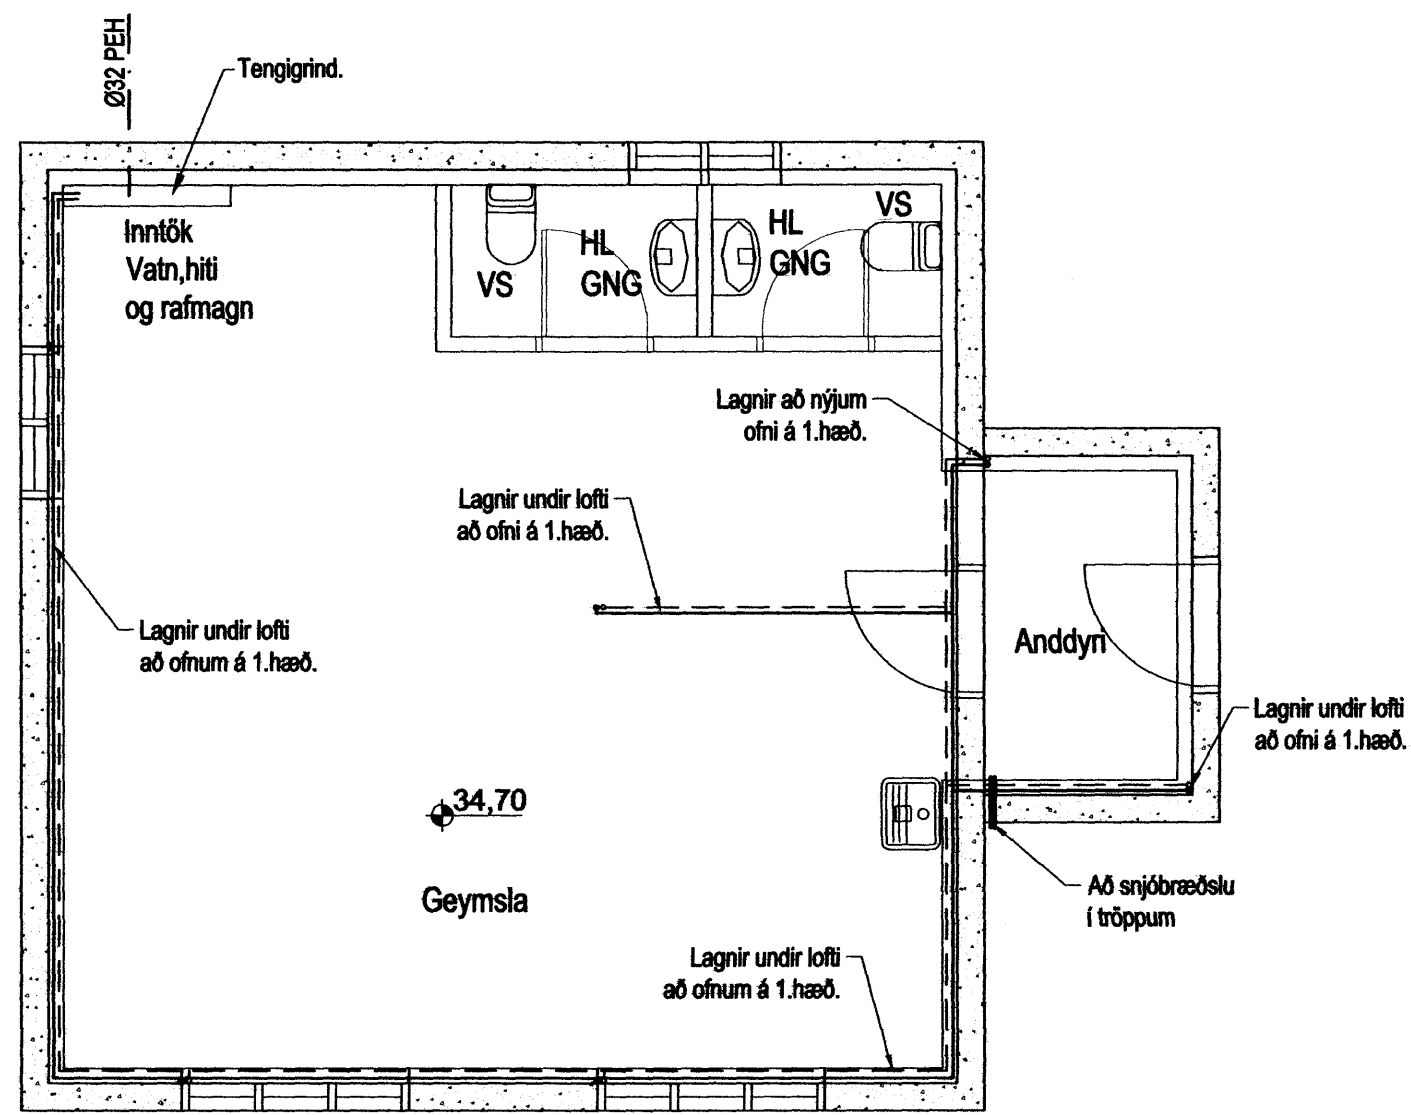 Ø32 PEH
Tengigrind.
Inntök
Vatn,hiti
og rafmagn
VS
HL
GNG
HL
GNG
VS
Lagnir að nýjum
ofni á 1.hæð.
Lagnir undir lofti
að ofni á 1.hæð.
Lagnir undir lofti
að ofnum á 1.hæð.
Anddyri
Lagnir undir lofti
að ofni á 1.hæð.
34,70
Geymsla
Að snjóbræðslu
í tröppum
Lagnir undir lofti
að ofnum á 1.hæð.